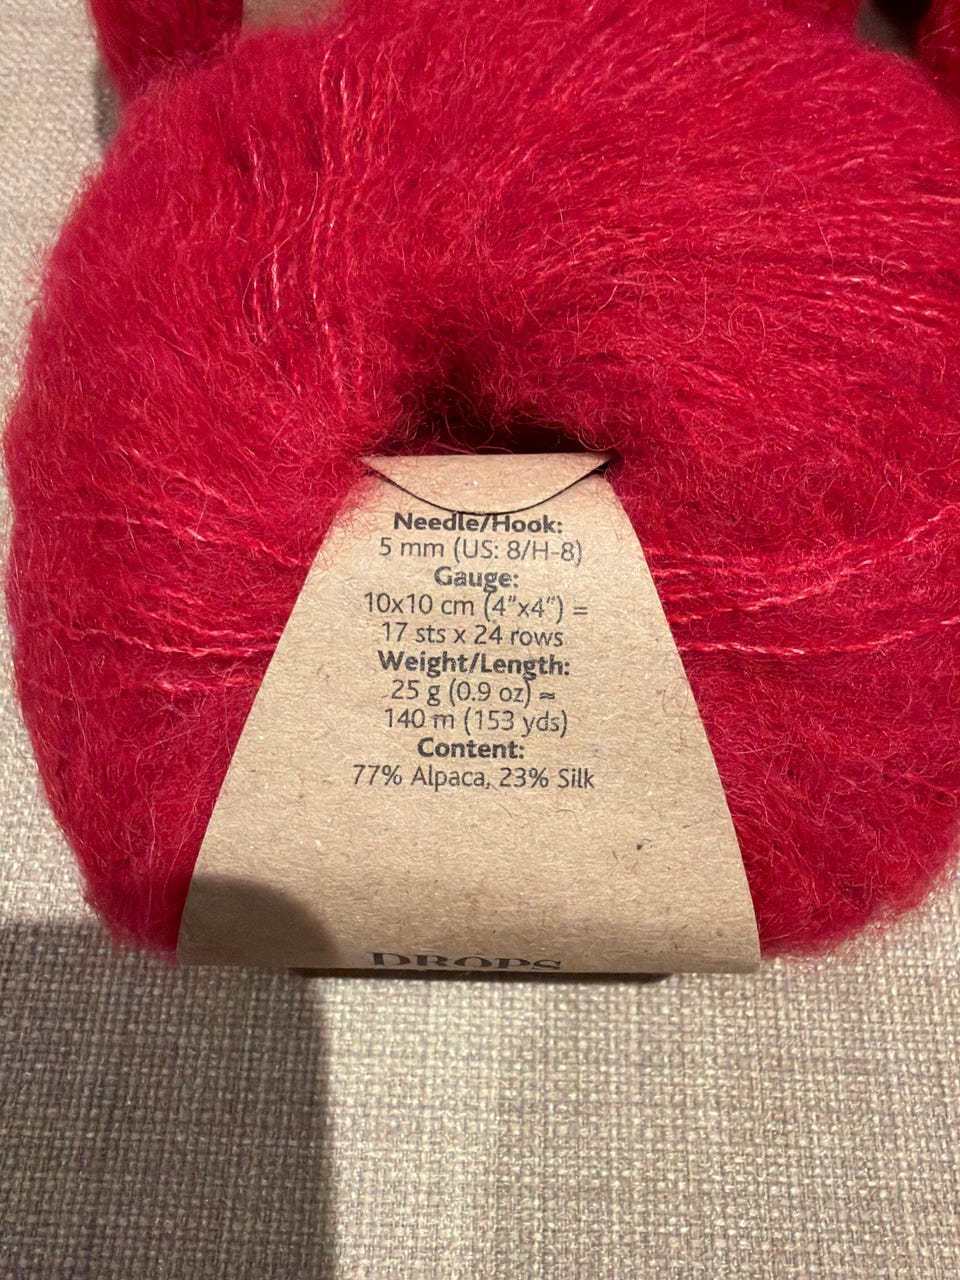 Needle/Hook:
5 mm (US: 8/H-8)
Gauge:
10x10 cm (4”x4”) =
17 sts x 24 rows
Weight/Length:
25 g (0.9 oz) ≈
140 m (153 yds)
Content:
77% Alpaca, 23% Silk
DROPS